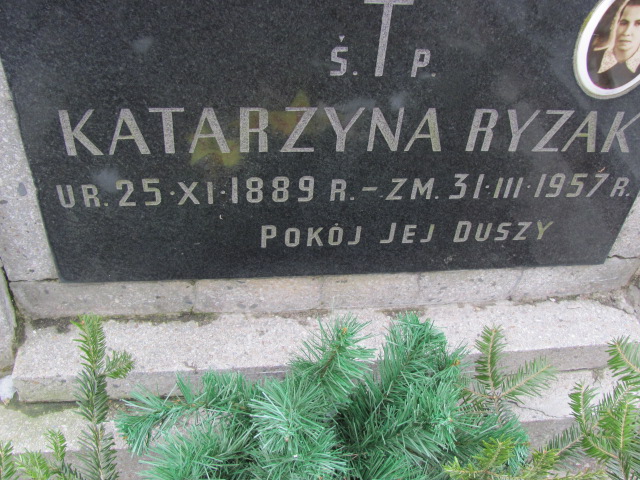 Ś. P.
KATARZYNA RYZAK
UR. 25·XI·1889 R. – ZM. 31·III·1957 R.
POKÓJ JEJ DUSZY